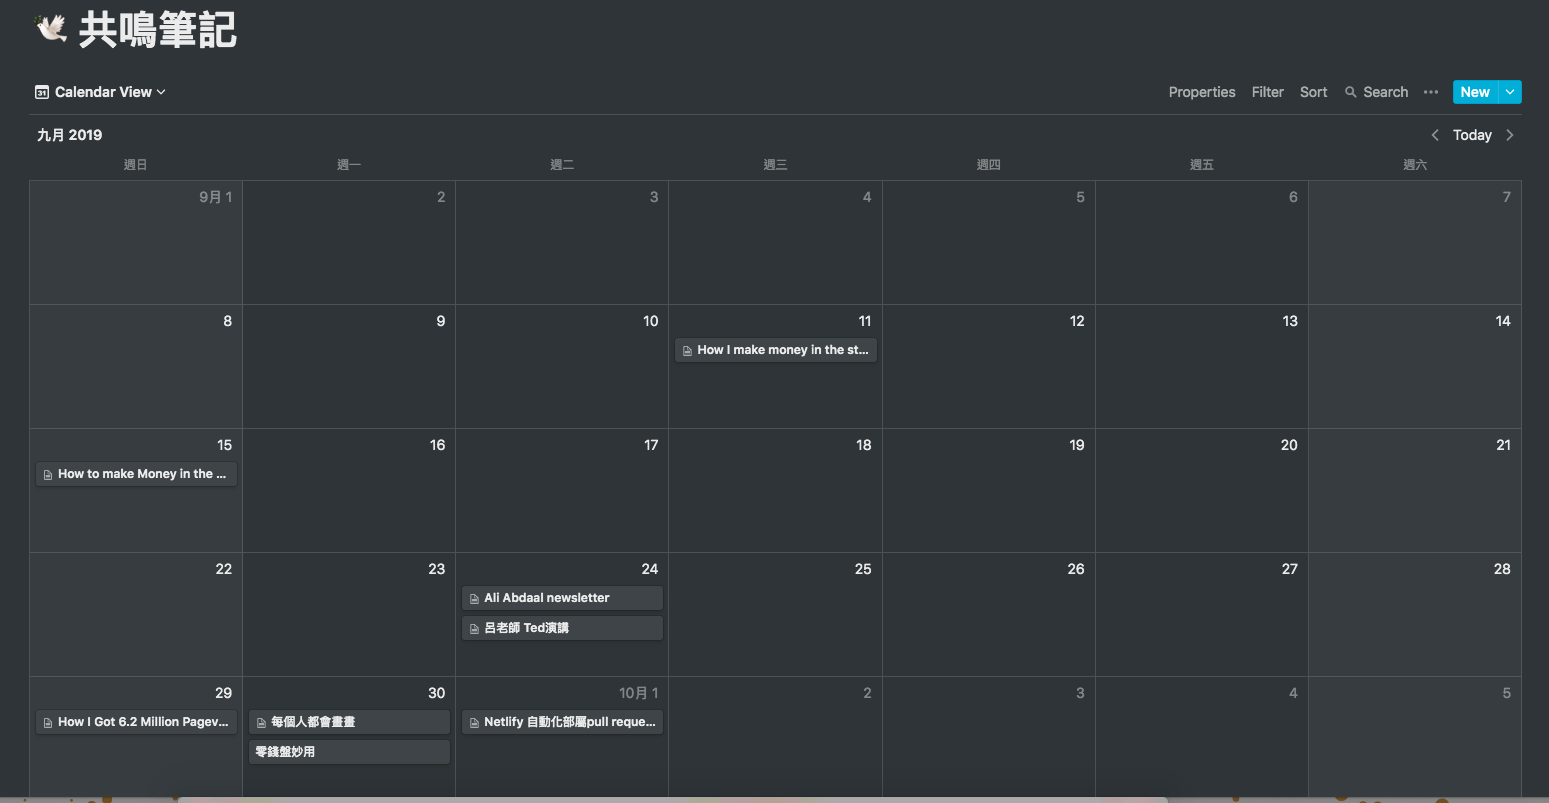 共鳴筆記
Calendar View
Properties Filter Sort Search ••• New
九月 2019
Today
週日 週一 週二 週三 週四 週五 週六
9月 1 2 3 4 5 6 7
8 9 10 11 12 13 14
How I make money in the st...
15 16 17 18 19 20 21
How to make Money in the ...
22 23 24 25 26 27 28
Ali Abdaal newsletter
呂老師 Ted演講
29 30 10月 1 2 3 4 5
How I Got 6.2 Million Pagev... 每個人都會畫畫 Netlify 自動化部屬pull reque...
零錢盤妙用